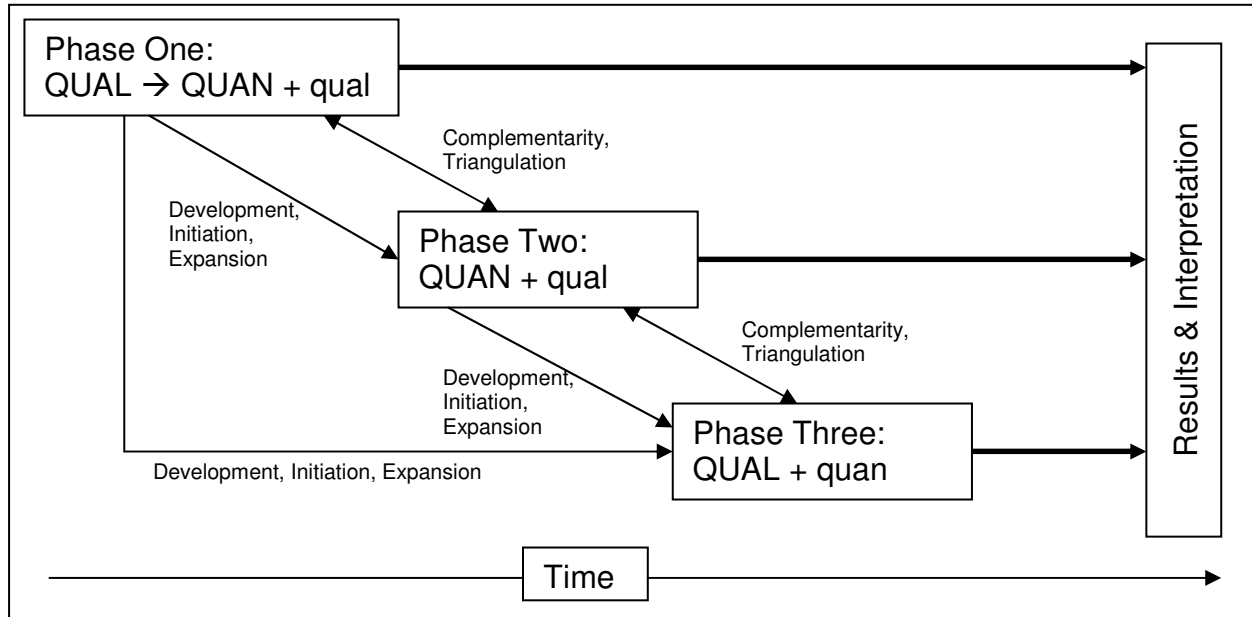 Phase One:
QUAL → QUAN + qual
Complementarity,
Triangulation
Development,
Initiation,
Expansion
Phase Two:
QUAN + qual
Complementarity,
Triangulation
Development,
Initiation,
Expansion
Phase Three:
QUAL + quan
Development, Initiation, Expansion
Results & Interpretation
Time